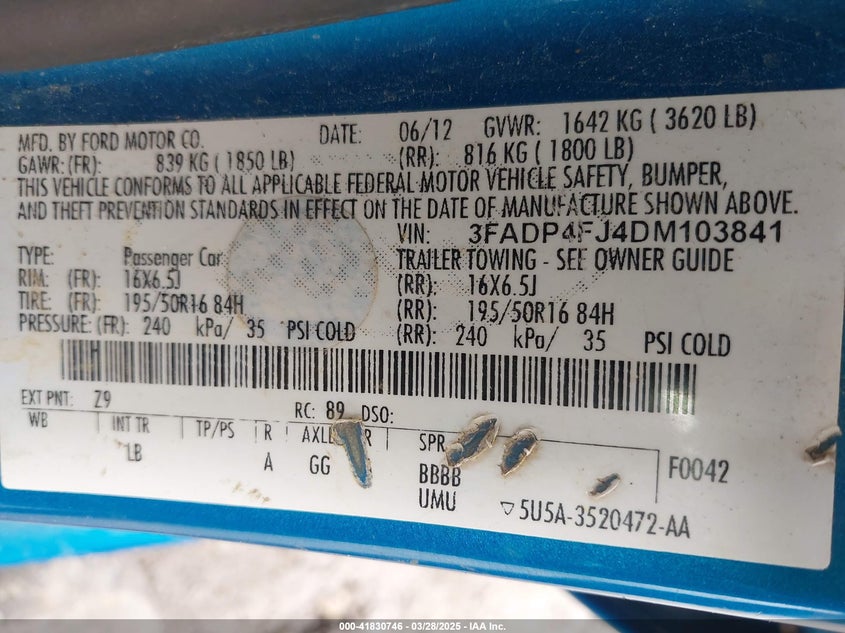 MFD. BY FORD MOTOR CO. DATE: 06/12 GVWR: 1642 KG ( 3620 LB)
GAWR: (FR): 839 KG ( 1850 LB) (RR): 816 KG ( 1800 LB)
THIS VEHICLE CONFORMS TO ALL APPLICABLE FEDERAL MOTOR VEHICLE SAFETY, BUMPER,
AND THEFT PREVENTION STANDARDS IN EFFECT ON THE DATE OF MANUFACTURE SHOWN ABOVE.
VIN: 3FADP4FJ4DM103841
TYPE: Passenger Car TRAILER TOWING - SEE OWNER GUIDE
RIM: (FR): 16X6.5J (RR): 16X6.5J
TIRE: (FR): 195/50R16 84H (RR): 195/50R16 84H
PRESSURE: (FR): 240 kPa/ 35 PSI COLD (RR): 240 kPa/ 35 PSI COLD
EXT PNT: Z9 RC: 89 DSO:
WB INT TR TP/PS R AXLE R SPR
LB A GG BBBB F0042
UMU
▽5U5A-3520472-AA
000-41830746 - 03/28/2025 - IAA Inc.